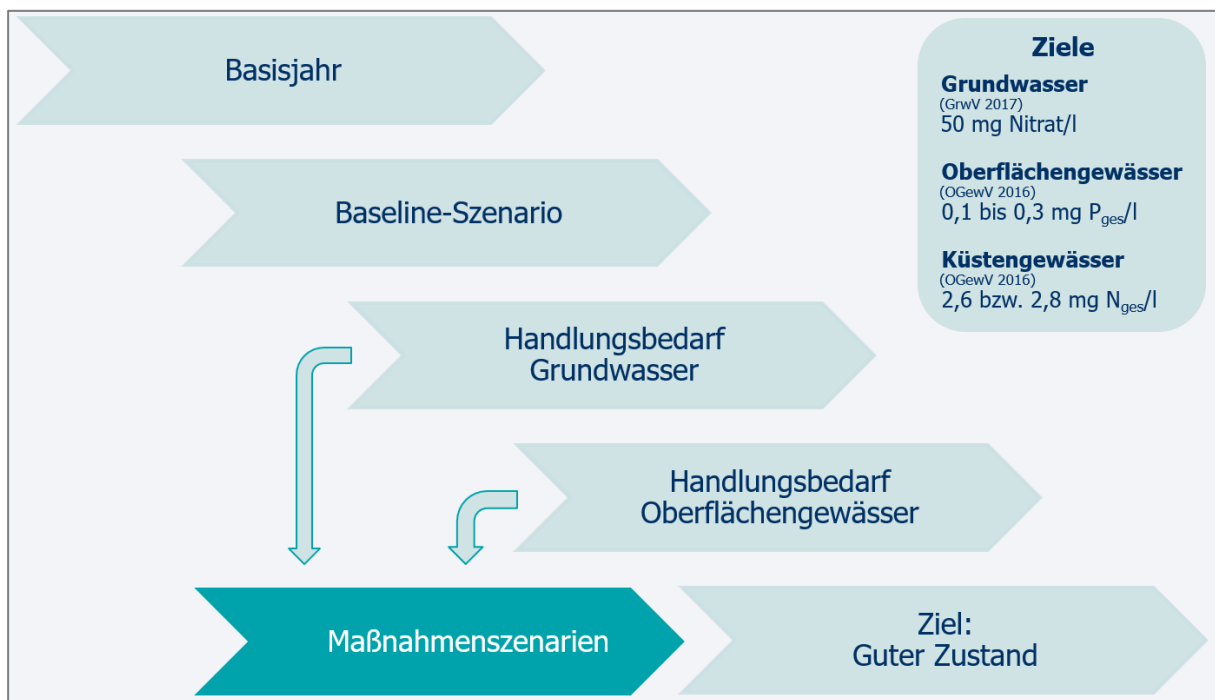 Basisjahr
Baseline-Szenario
Handlungsbedarf
Grundwasser
Handlungsbedarf
Oberflächengewässer
Maßnahmenszenarien
Ziel:
Guter Zustand
Ziele
Grundwasser
(GrwV 2017)
50 mg Nitrat/l
Oberflächengewässer
(OGewV 2016)
0,1 bis 0,3 mg Pges/l
Küstengewässer
(OGewV 2016)
2,6 bzw. 2,8 mg Nges/l